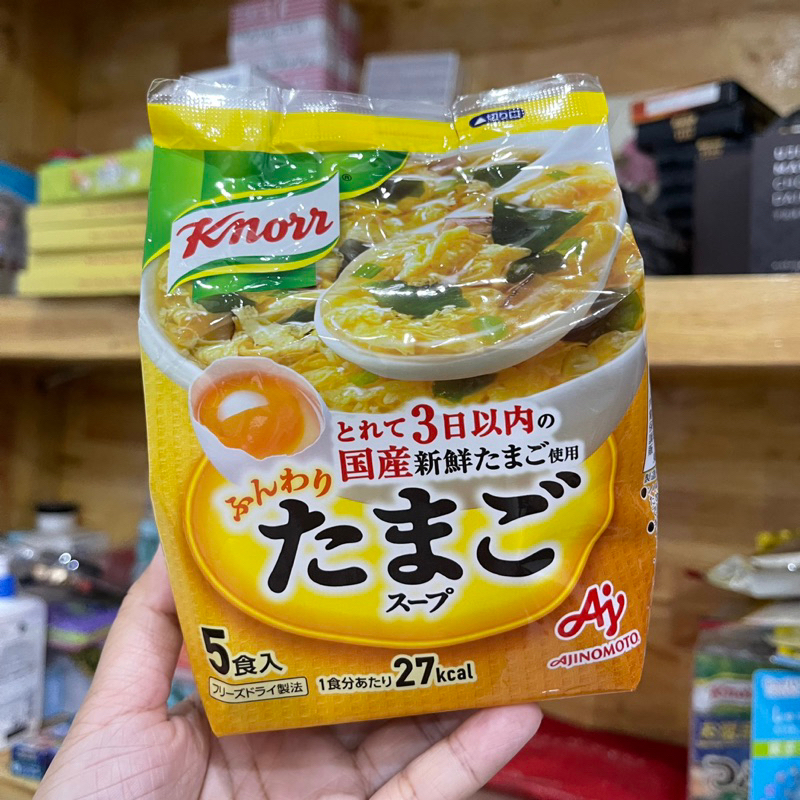 切り口
Knorr®
とれて3日以内の
国産新鮮たまご使用
ふんわり
たまご
スープ
Aj
AJINOMOTO
5食入
フリーズドライ製法
1食分あたり27kcal
Knorr